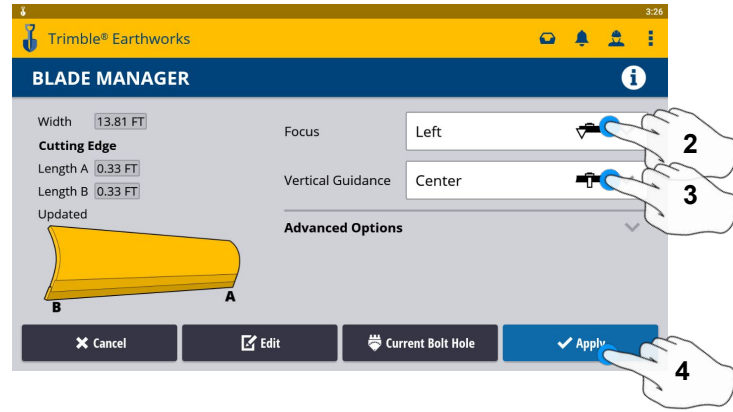 3:26
Trimble® Earthworks
BLADE MANAGER
Width 13.81 FT
Cutting Edge
Length A 0.33 FT
Length B 0.33 FT
Updated
B
A
Focus Left
2
Vertical Guidance Center
3
Advanced Options
Cancel
Edit
Current Bolt Hole
Apply
4